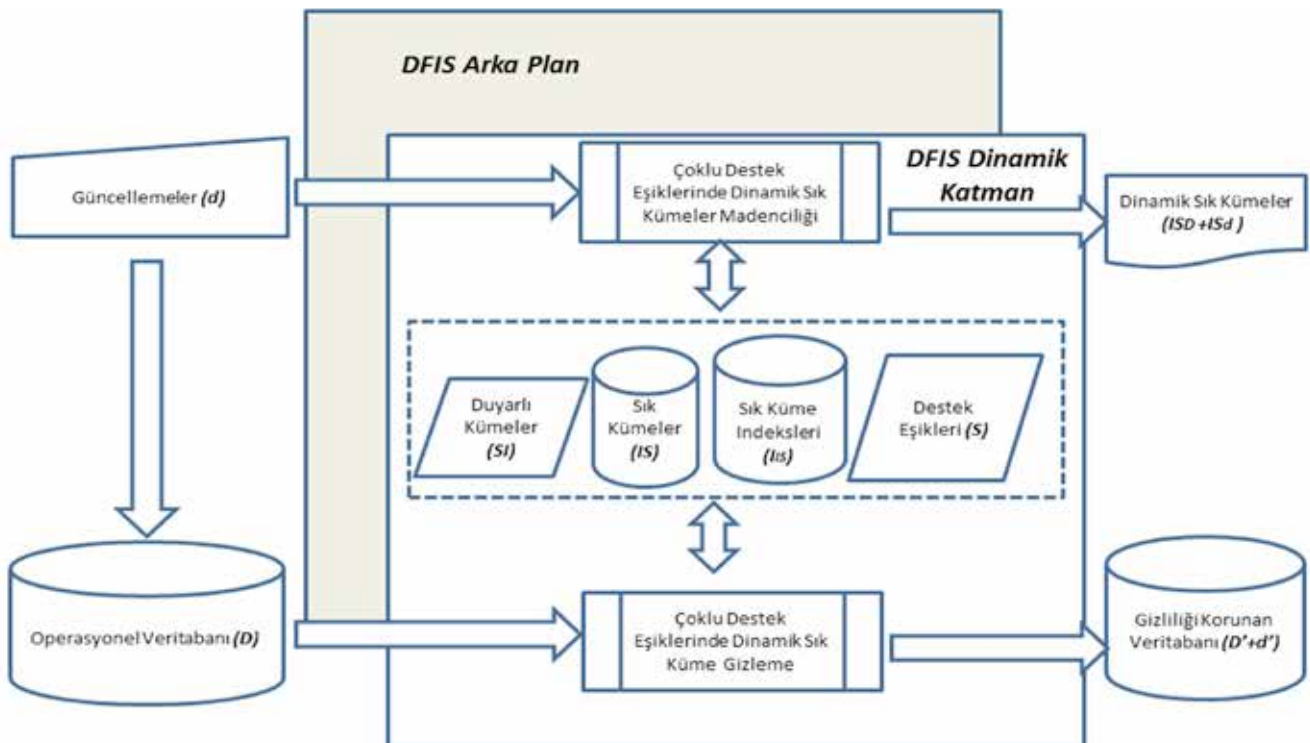 DFIS Arka Plan
DFIS Dinamik
Katman
Güncellemeler (d)
Çoklu Destek
Eşiklerinde Dinamik Sık
Kümeler Madenciliği
Dinamik Sık Kümeler
(ISD+ISd )
Duyarlı
Kümeler
(SI)
Sık
Kümeler
(IS)
Sık Küme
Indeksleri
(IIS)
Destek
Eşikleri (S)
Operasyonel Veritabanı (D)
Çoklu Destek
Eşiklerinde Dinamik Sık
Küme Gizleme
Gizliliği Korunan
Veritabanı (D'+d')